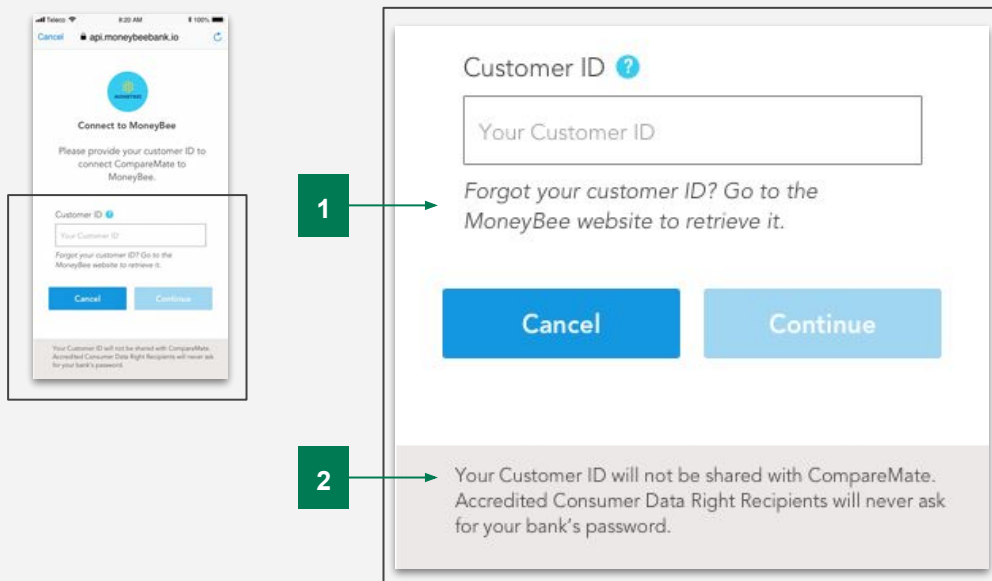 Teleco 8:20 AM 100%
Cancel api.moneybeebank.io
MONEYBEE
Connect to MoneyBee
Please provide your customer ID to
connect CompareMate to
MoneyBee.
Customer ID ?
Your Customer ID
Forgot your customer ID? Go to the
MoneyBee website to retrieve it.
Cancel Continue
Your Customer ID will not be shared with CompareMate.
Accredited Consumer Data Right Recipients will never ask
for your bank's password.
1
2
Customer ID ?
Your Customer ID
Forgot your customer ID? Go to the
MoneyBee website to retrieve it.
Cancel Continue
Your Customer ID will not be shared with CompareMate.
Accredited Consumer Data Right Recipients will never ask
for your bank's password.